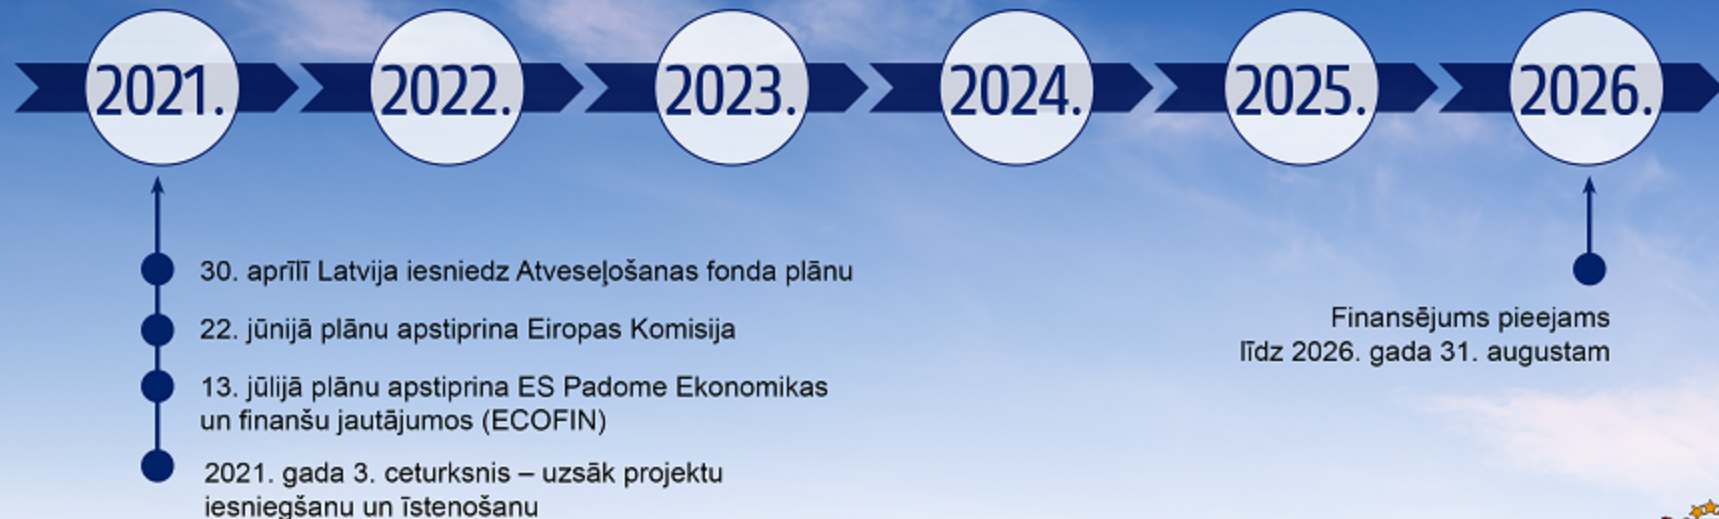 2021. 2022. 2023. 2024. 2025. 2026.
30. aprīlī Latvija iesniedz Atveseļošanas fonda plānu
22. jūnijā plānu apstiprina Eiropas Komisija
13. jūlijā plānu apstiprina ES Padome Ekonomikas
un finanšu jautājumos (ECOFIN)
2021. gada 3. ceturksnis – uzsāk projektu
iesniegšanu un īstenošanu
Finansējums pieejams
līdz 2026. gada 31. augustam